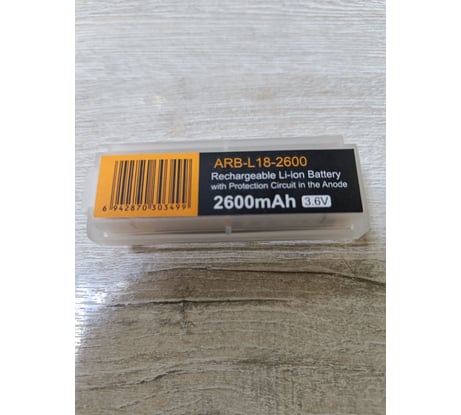 ARB-L18-2600
Rechargeable Li-ion Battery
with Protection Circuit in the Anode
2600mAh 3.6V
6 942870 303499